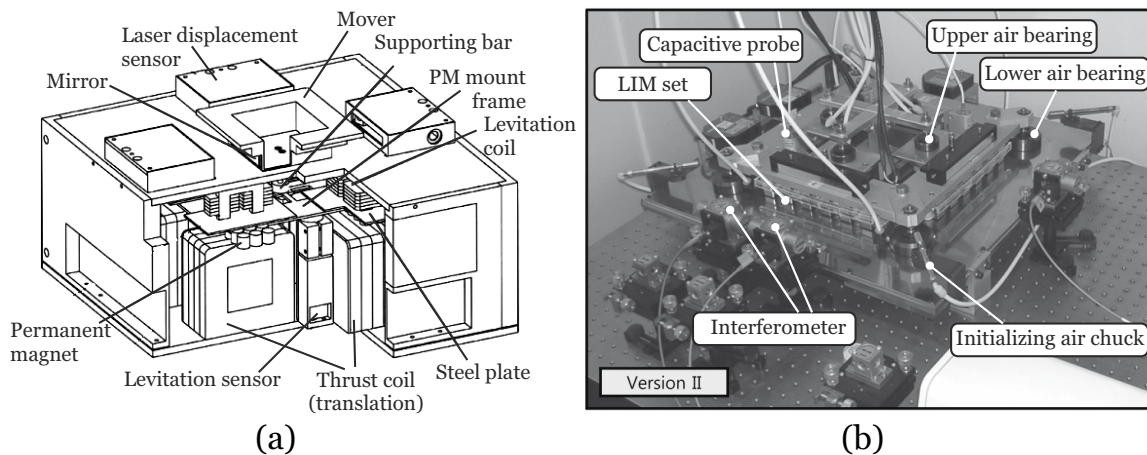 Laser displacement
sensor
Mirror
Mover
Supporting bar
PM mount
frame
Levitation
coil
Permanent
magnet
Levitation sensor
Thrust coil
(translation)
Steel plate
(a)
Capacitive probe
LIM set
Upper air bearing
Lower air bearing
Interferometer
Initializing air chuck
Version II
(b)